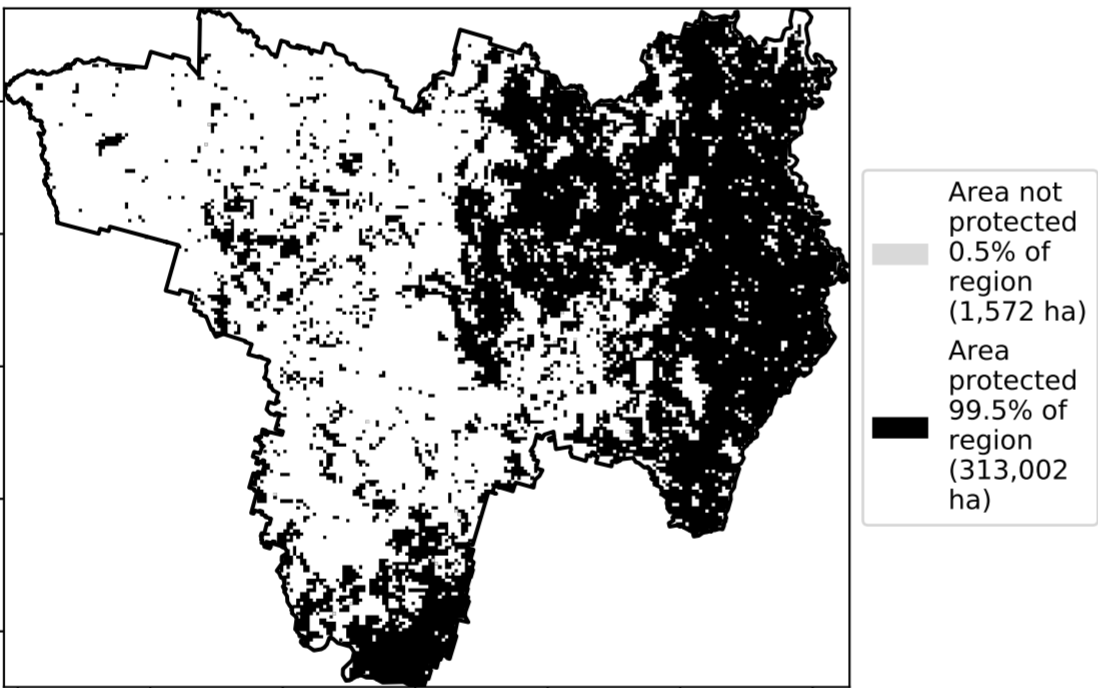 Area not
protected
0.5% of
region
(1,572 ha)
Area
protected
99.5% of
region
(313,002
ha)